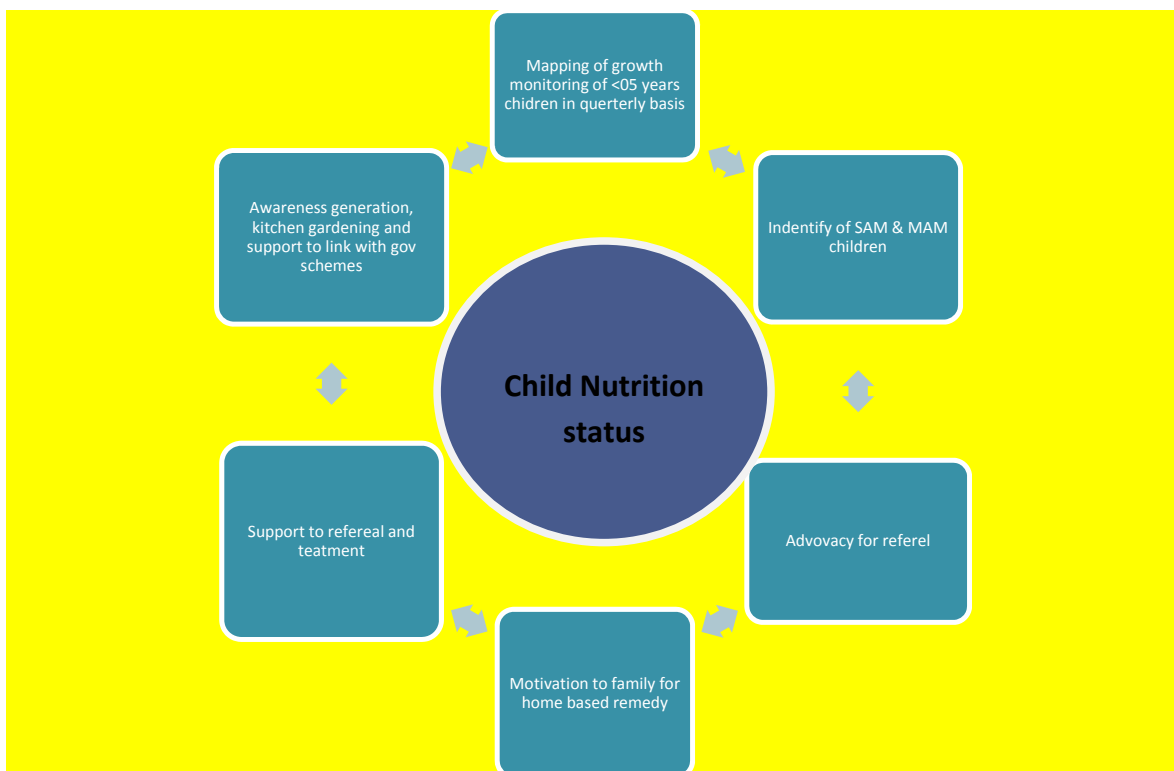 Mapping of growth
monitoring of <05 years
chidren in querterly basis
Indentify of SAM & MAM
children
Advovacy for referel
Motivation to family for
home based remedy
Support to refereal and
teatment
Awareness generation,
kitchen gardening and
support to link with gov
schemes
Child Nutrition
status